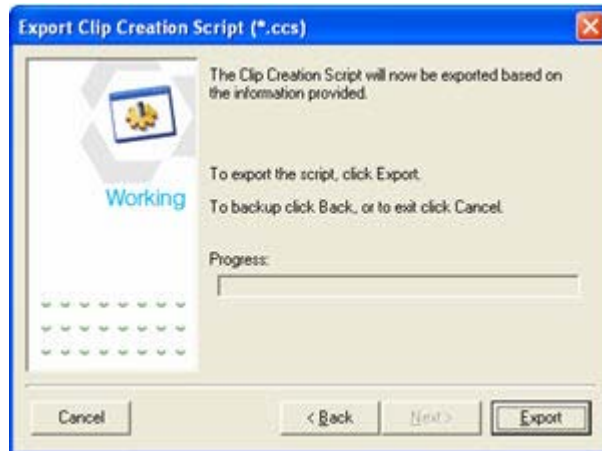 Export Clip Creation Script (*.ccs)
The Clip Creation Script will now be exported based on
the information provided.
To export the script, click Export.
Working
To backup click Back, or to exit click Cancel.
Progress:
Cancel
< Back
Next >
Export